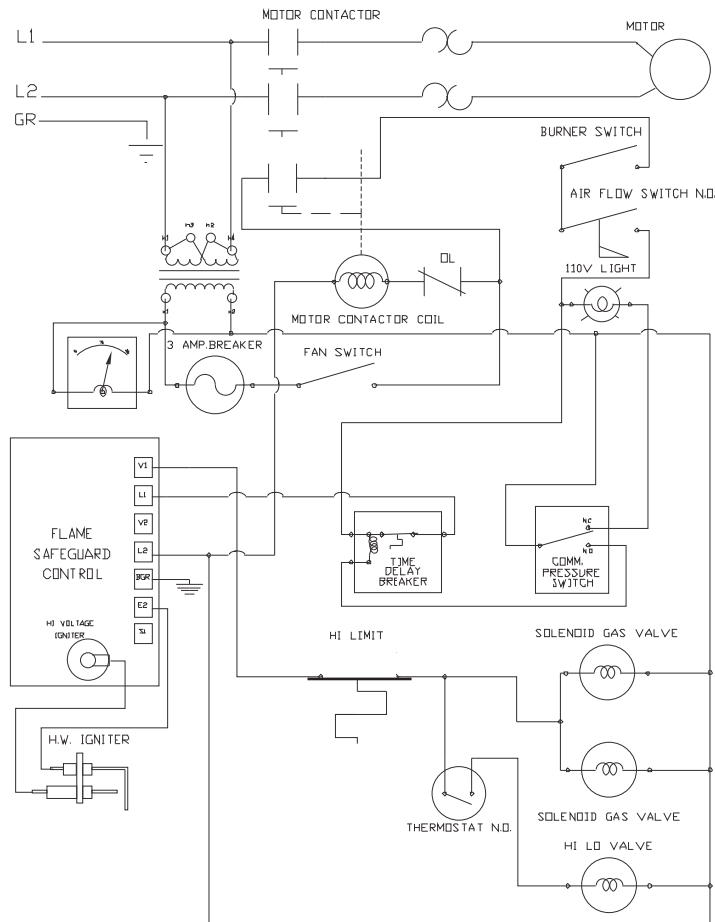 MOTOR CONTACTOR
MOTOR
L1
L2
GR
BURNER SWITCH
AIR FLOW SWITCH N.O.
h3
h2
OL
110V LIGHT
MOTOR CONTACTOR COIL
3 AMP.BREAKER
FAN SWITCH
V1
L1
V2
L2
E2
FLAME
SAFEGUARD
CONTROL
TIME
DELAY
BREAKER
NC
NO
COMM.
PRESSURE
SWITCH
HI VOLTAGE
IGNITER
HI LIMIT
SOLENOID GAS VALVE
H.W. IGNITER
THERMOSTAT N.O.
SOLENOID GAS VALVE
HI LO VALVE